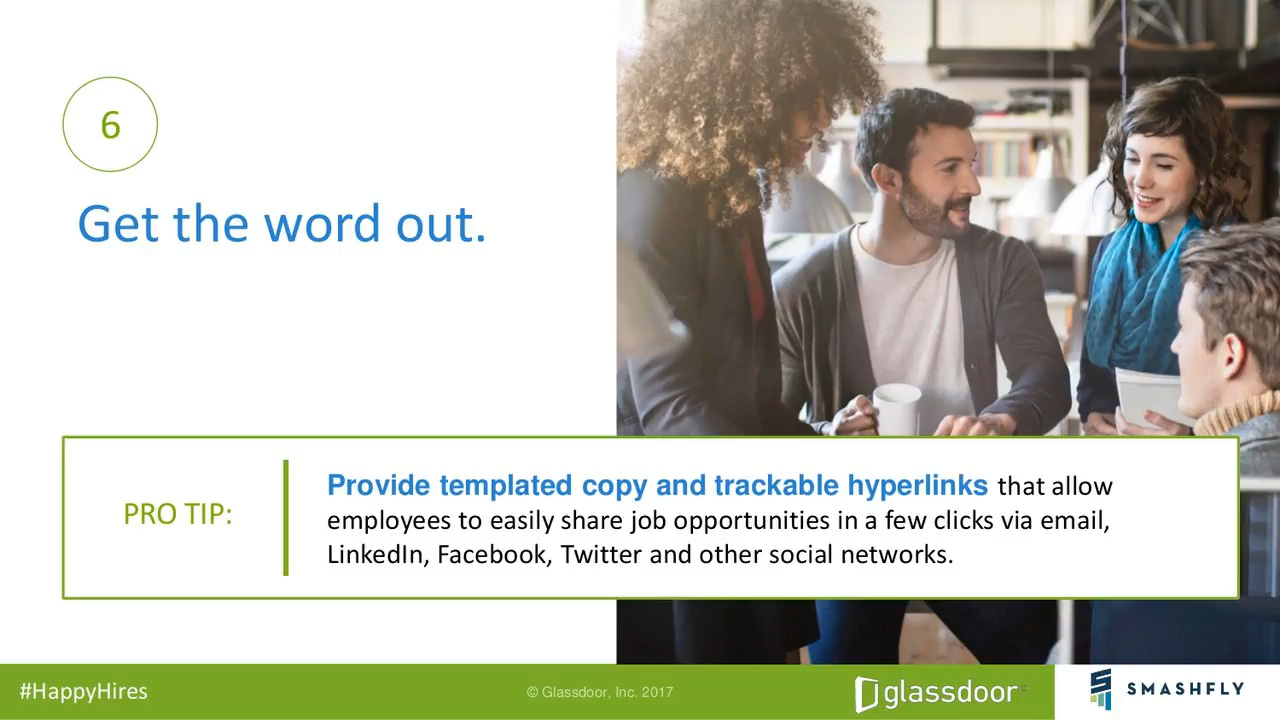 6
Get the word out.
PRO TIP:
Provide templated copy and trackable hyperlinks that allow
employees to easily share job opportunities in a few clicks via email,
LinkedIn, Facebook, Twitter and other social networks.
#HappyHires
© Glassdoor, Inc. 2017
glassdoor®
SMASHFLY